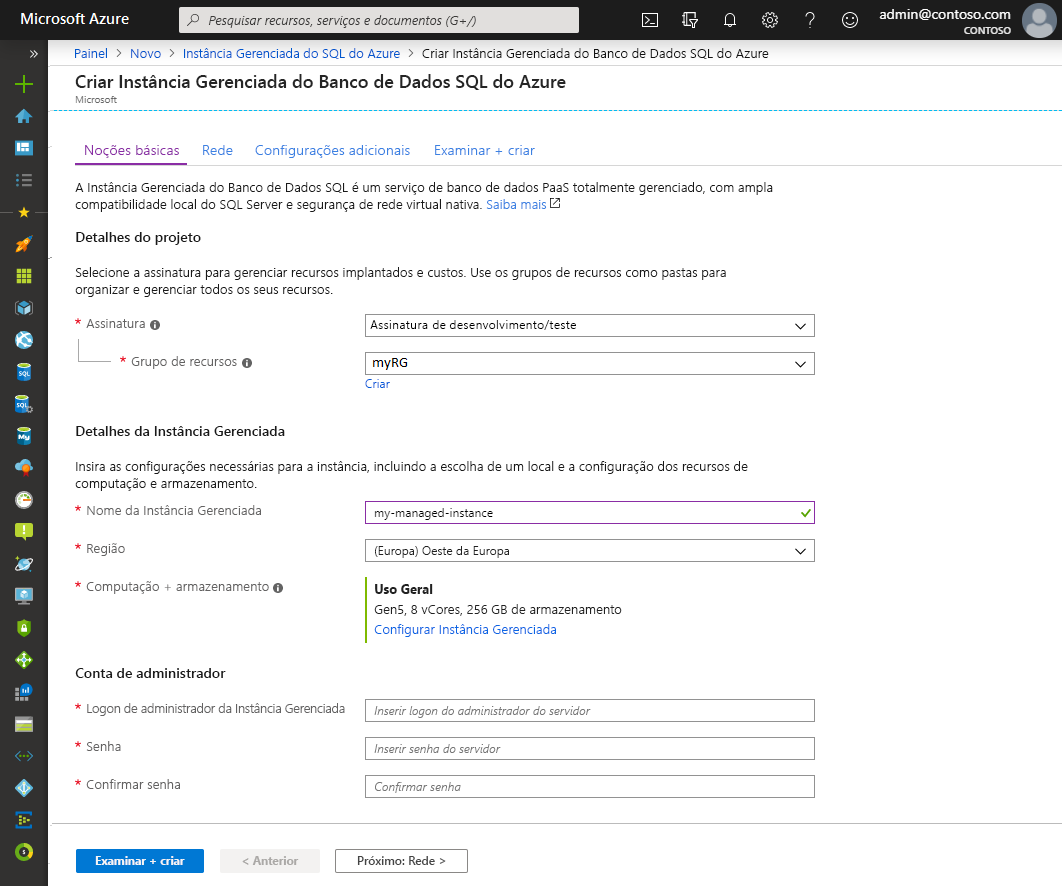 Microsoft Azure
Pesquisar recursos, serviços e documentos (G+/)
admin@contoso.com
CONTOSO
Painel > Novo > Instância Gerenciada do SQL do Azure > Criar Instância Gerenciada do Banco de Dados SQL do Azure
Criar Instância Gerenciada do Banco de Dados SQL do Azure
Microsoft
Noções básicas Rede Configurações adicionais Examinar + criar
A Instância Gerenciada do Banco de Dados SQL é um serviço de banco de dados PaaS totalmente gerenciado, com ampla
compatibilidade local do SQL Server e segurança de rede virtual nativa. Saiba mais
Detalhes do projeto
Selecione a assinatura para gerenciar recursos implantados e custos. Use os grupos de recursos como pastas para
organizar e gerenciar todos os seus recursos.
* Assinatura
Assinatura de desenvolvimento/teste
* Grupo de recursos
myRG
Criar
Detalhes da Instância Gerenciada
Insira as configurações necessárias para a instância, incluindo a escolha de um local e a configuração dos recursos de
computação e armazenamento.
* Nome da Instância Gerenciada
my-managed-instance
* Região
(Europa) Oeste da Europa
* Computação + armazenamento
Uso Geral
Gen5, 8 vCores, 256 GB de armazenamento
Configurar Instância Gerenciada
Conta de administrador
* Logon de administrador da Instância Gerenciada
Inserir logon do administrador do servidor
* Senha
Inserir senha do servidor
* Confirmar senha
Confirmar senha
Examinar + criar
< Anterior
Próximo: Rede >